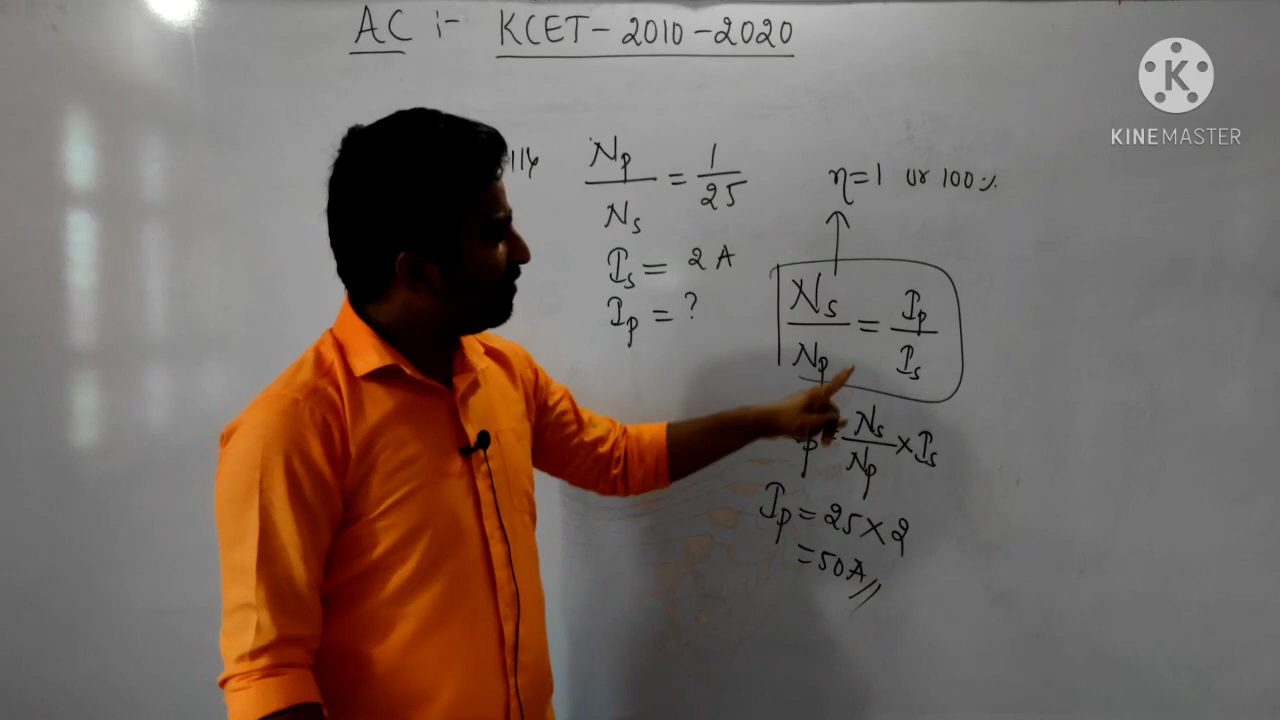 AC :- KCET - 2010 - 2020
K
KINEMASTER
Np/Ns = 1/25
η=1 or 100%
Is = 2 A
Ip = ?
Ns/Np = Ip/Is
p = Ns/Np × Is
Ip = 25 × 2
= 50A//